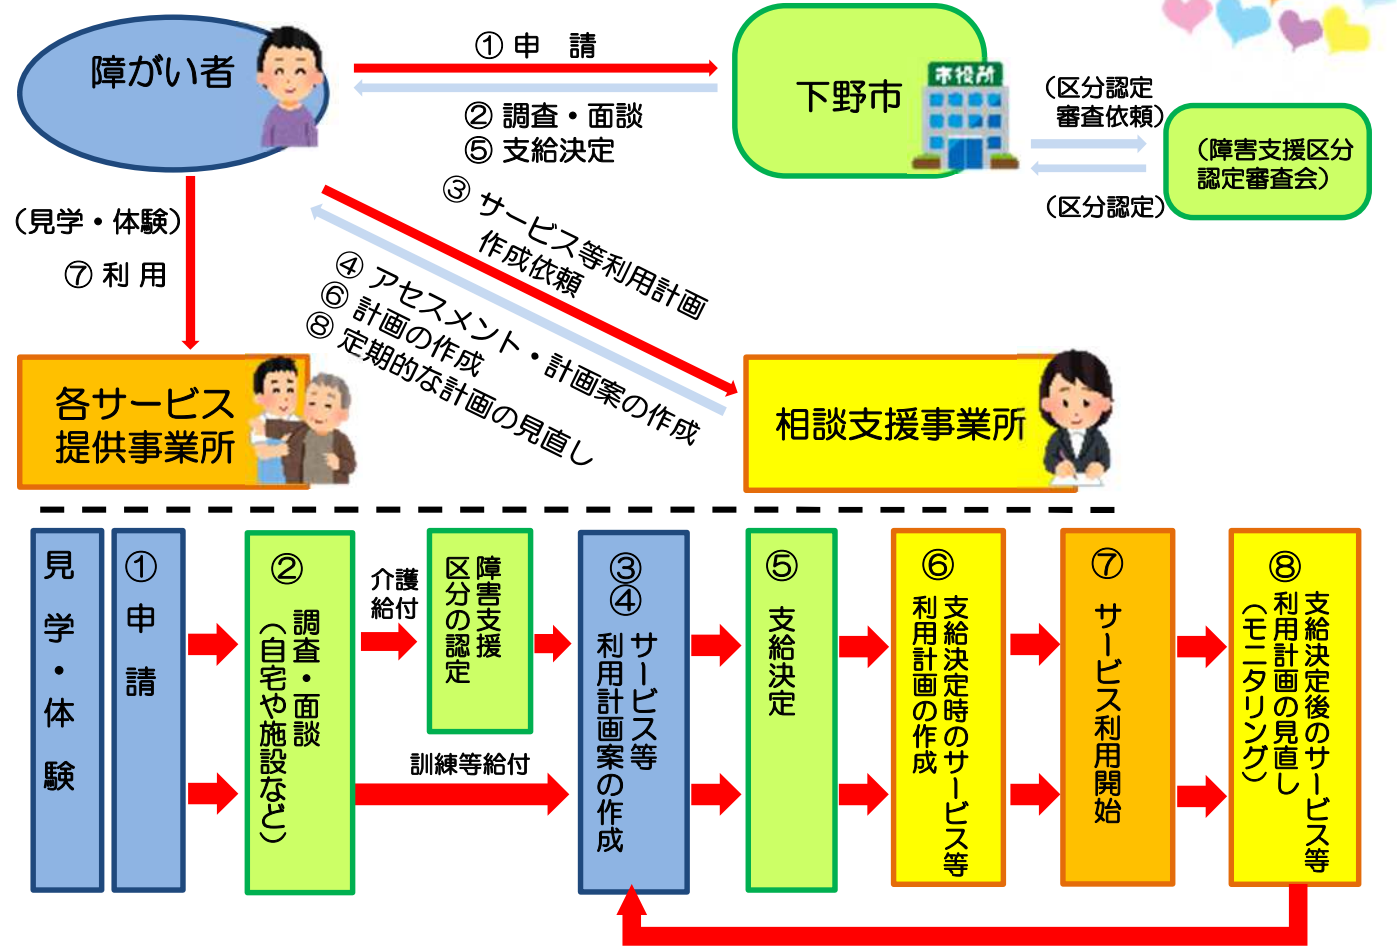 障がい者
①申　請
②調査・面談
⑤支給決定
下野市
市役所
（区分認定
審査依頼）
（区分認定）
（障害支援区分
認定審査会）
（見学・体験）
⑦利用
③サービス等利用計画
作成依頼
④アセスメント・計画案の作成
⑥計画の作成
⑧定期的な計画の見直し
各サービス
提供事業所
相談支援事業所
見学・体験
①申請
②
調査・面談
（自宅や施設など）
介護
給付
障害支援
区分の認定
訓練等給付
③
④
サービス等
利用計画案の作成
⑤
支給決定
⑥
支給決定時のサービス等
利用計画の作成
⑦
サービス利用開始
⑧
支給決定後のサービス等
利用計画の見直し
（モニタリング）